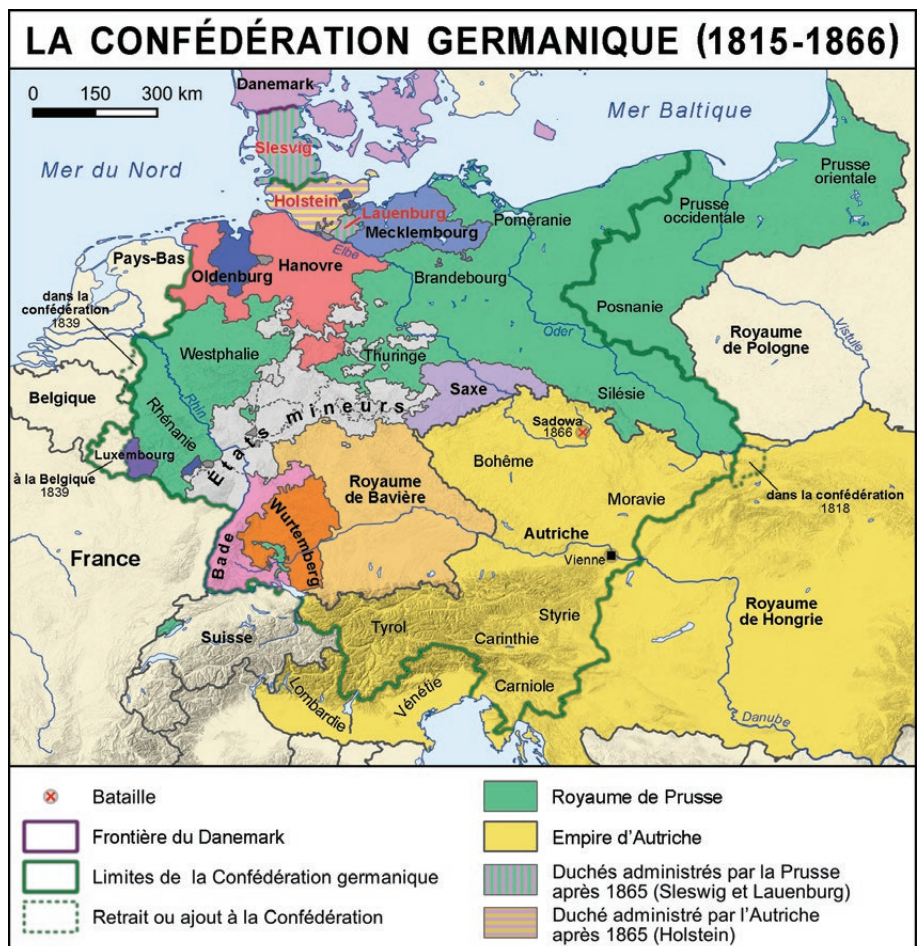 LA CONFÉDÉRATION GERMANIQUE (1815-1866)
0 150 300 km
Danemark
Mer Baltique
Mer du Nord
Slesvig
Prusse
orientale
Holstein
Lauenburg
Mecklembourg
Poméranie
Prusse
occidentale
Elbe
Pays-Bas
Oldenburg
Hanovre
Brandebourg
dans la
confédération
1839
Posnanie
Oder
Royaume
de Pologne
Vistule
Westphalie
Thuringe
Belgique
Rhénanie
Rhin
États mineurs
Saxe
Silésie
Sadowa
1866
Luxembourg
à la Belgique
1839
Bohême
Royaume
de Bavière
Moravie
dans la confédération
1818
France
Bade
Wurtemberg
Autriche
Vienne
Suisse
Tyrol
Styrie
Carinthie
Royaume
de Hongrie
Lombardie
Vénétie
Carniole
Danube
Bataille
Frontière du Danemark
Limites de la Confédération germanique
Retrait ou ajout à la Confédération
Royaume de Prusse
Empire d'Autriche
Duchés administrés par la Prusse
après 1865 (Sleswig et Lauenburg)
Duché administré par l'Autriche
après 1865 (Holstein)